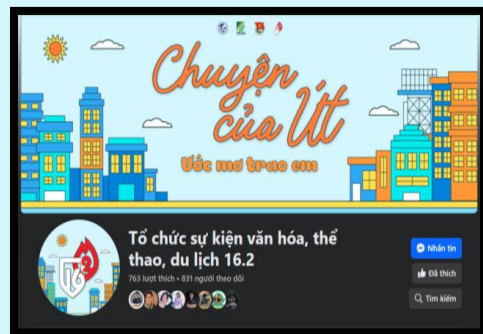 Chuyện
của Út
Ước mơ trao em
Tổ chức sự kiện văn hóa, thể
thao, du lịch 16.2
763 lượt thích • 831 người theo dõi
Nhắn tin
Đã thích
Tìm kiếm